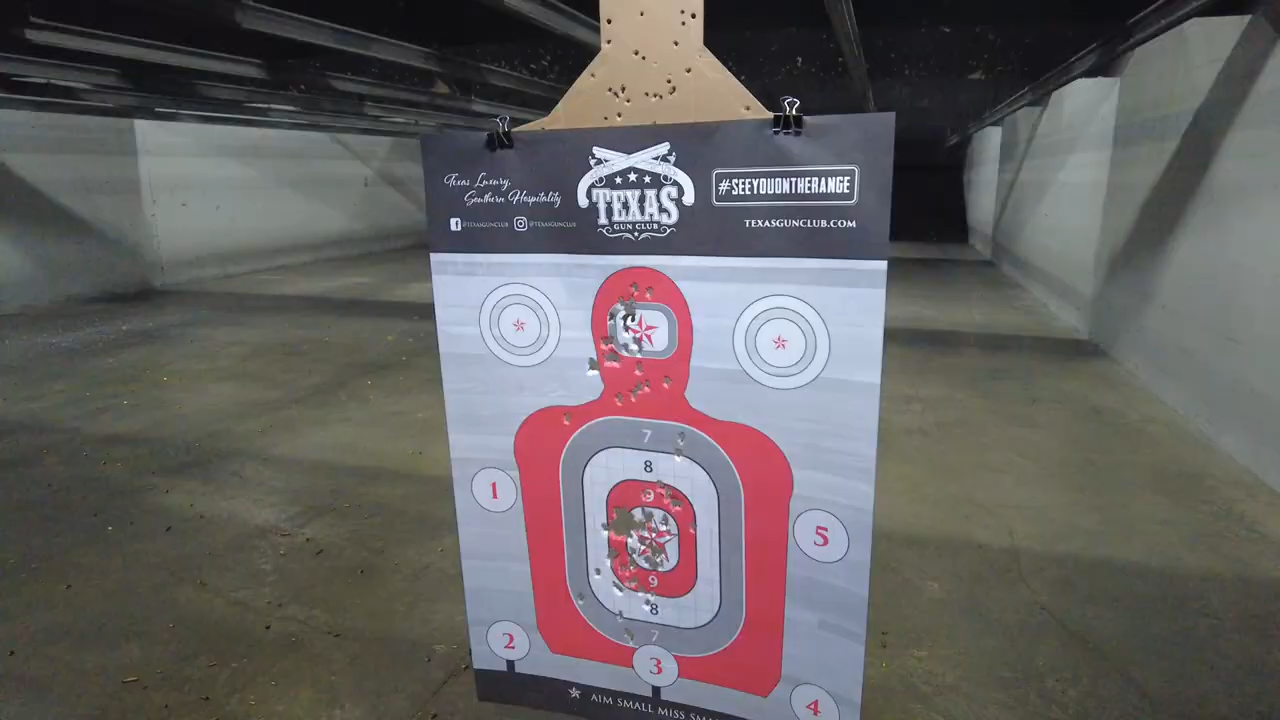 Texas Luxury,
Southern Hospitality
@TEXASGUNCLUB
@TEXASGUNCLUB
TEXAS
GUN CLUB
#SEEYOUONTHERANGE
TEXASGUNCLUB.COM
7
8
9
1
5
9
8
2
7
3
4
AIM SMALL MISS